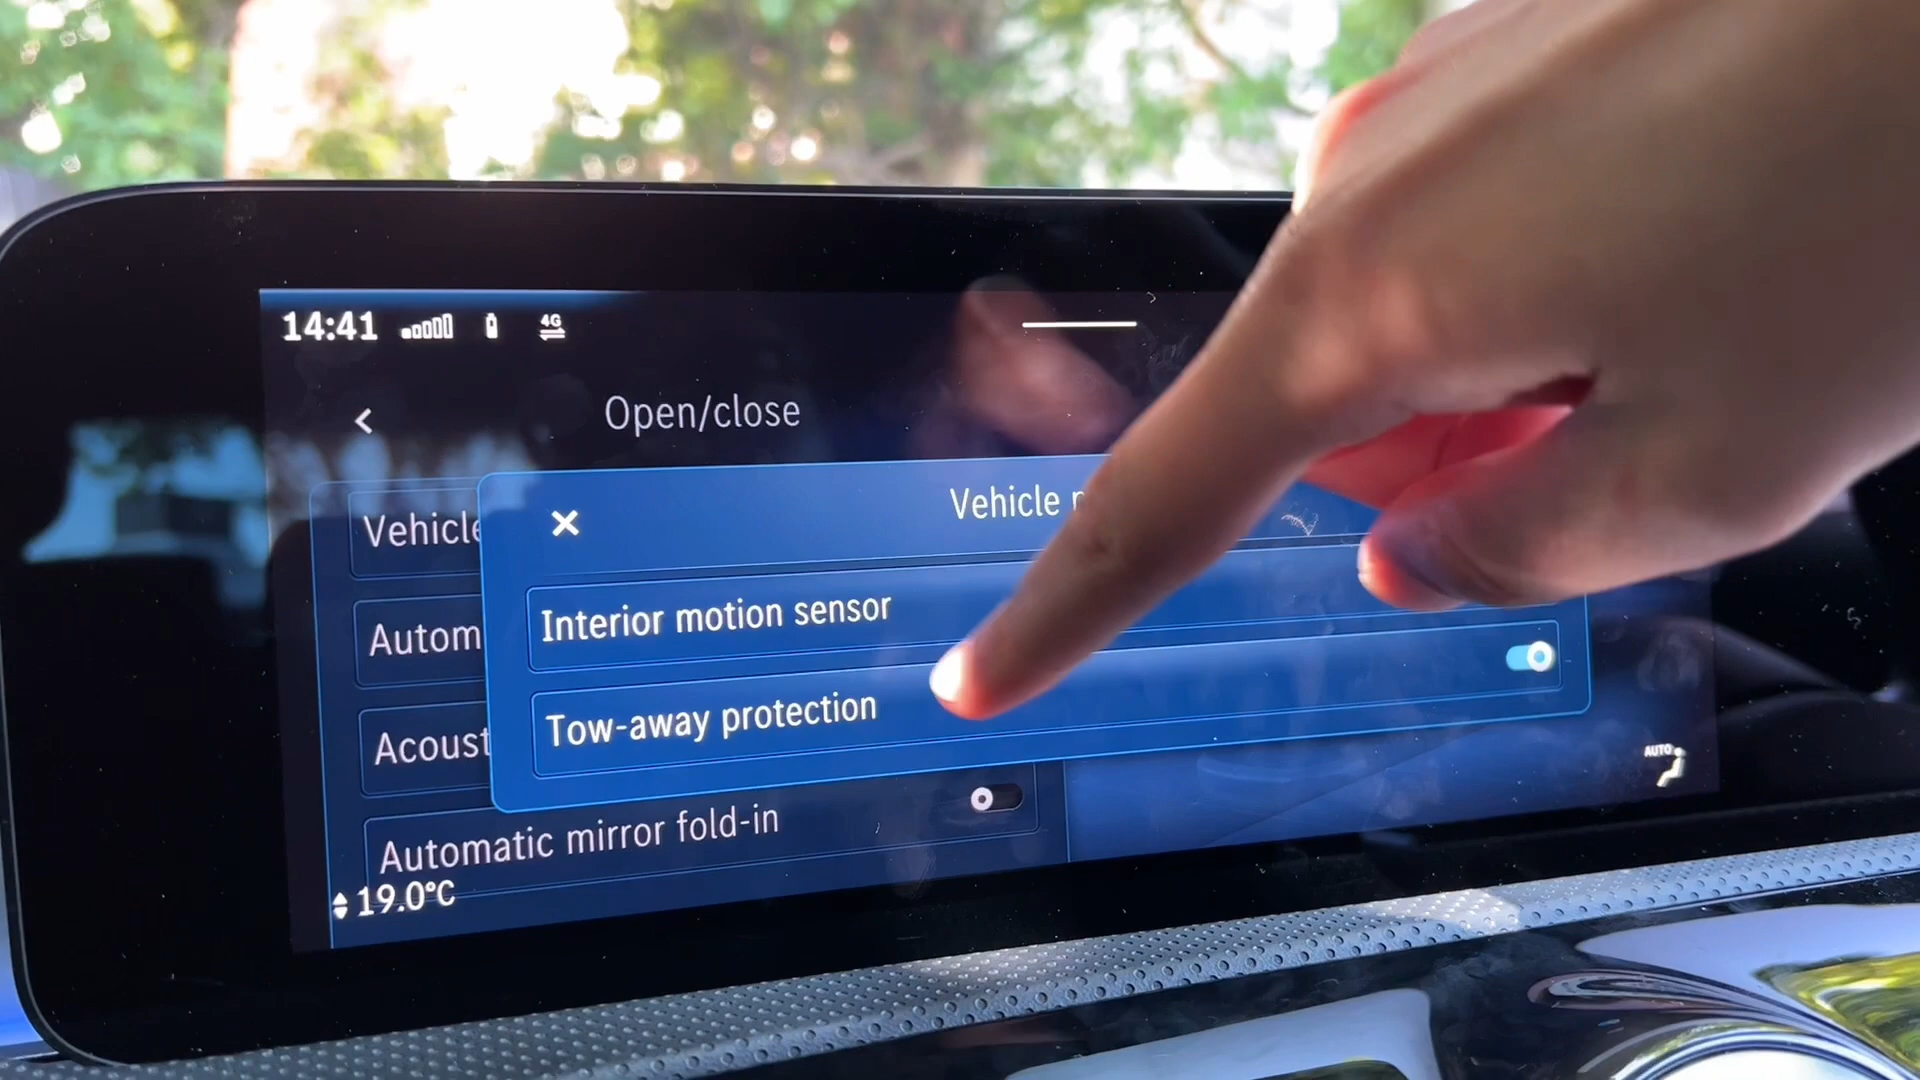 14:41 4G
Open/close
Vehicle
Interior motion sensor
Tow-away protection
Vehicle
Autom
Acoust
Automatic mirror fold-in
19.0°C
AUTO